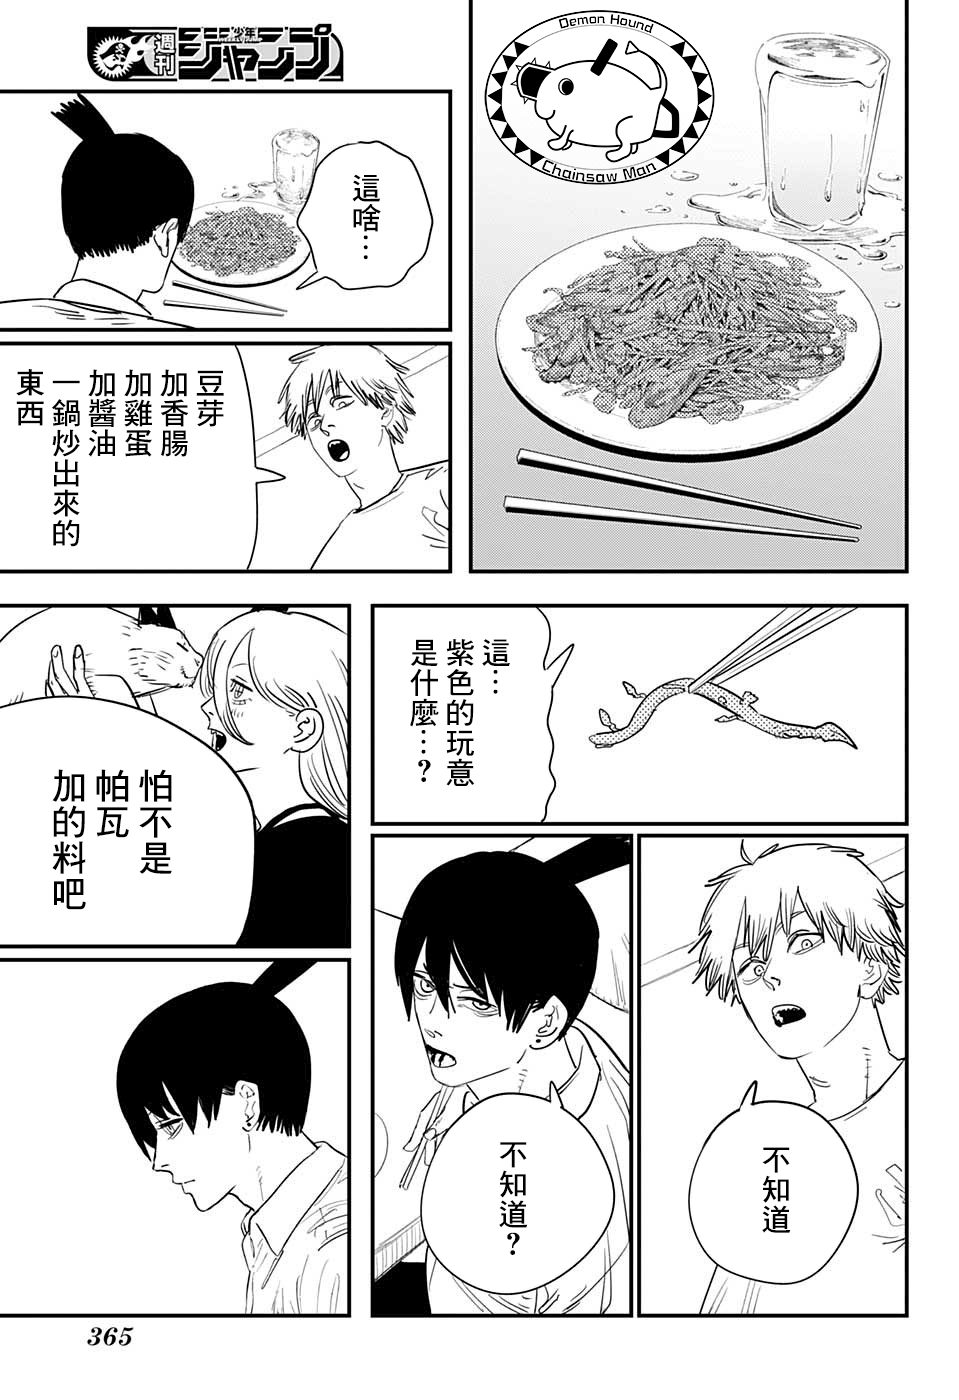 Demon Hound
Chainsaw Man
週刊
少年
ジャンプ
這啥…
豆芽
加香腸
加雞蛋
加醬油
一鍋炒出來的
東西
這…
紫色的玩意
是什麼…?
不知道
不知道?
怕不是
帕瓦
加的料吧
365